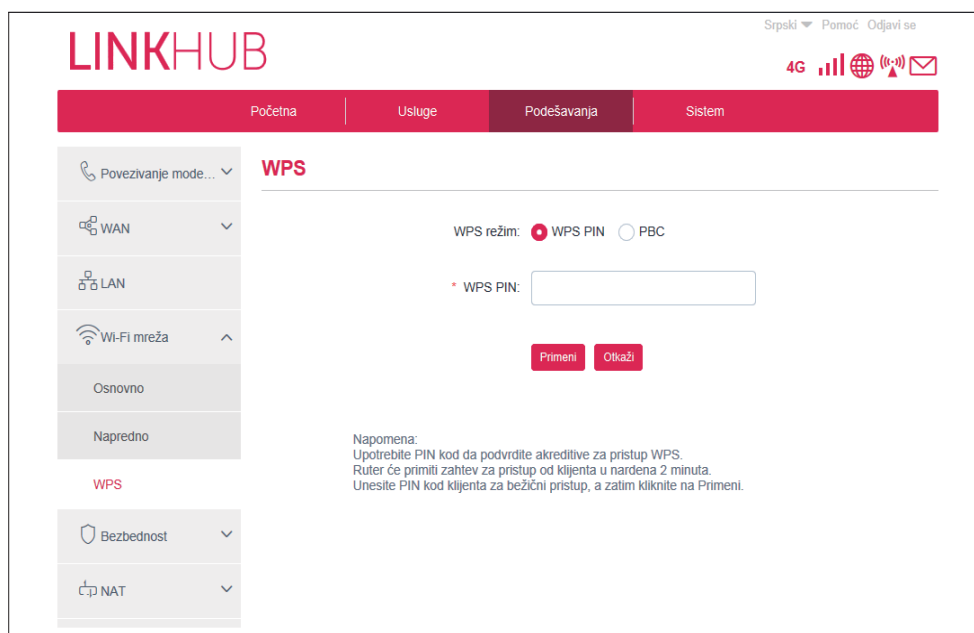 Srpski Pomoć Odjavi se
LINKHUB
4G
Početna Usluge Podešavanja Sistem
Povezivanje mode...
WPS
WAN
WPS režim: WPS PIN PBC
LAN
* WPS PIN:
Wi-Fi mreža
Primeni Otkaži
Osnovno
Napredno
Napomena:
Upotrebite PIN kod da podvrdite akreditive za pristup WPS.
Ruter će primiti zahtev za pristup od klijenta u nardena 2 minuta.
Unesite PIN kod klijenta za bežični pristup, a zatim kliknite na Primeni.
WPS
Bezbednost
NAT